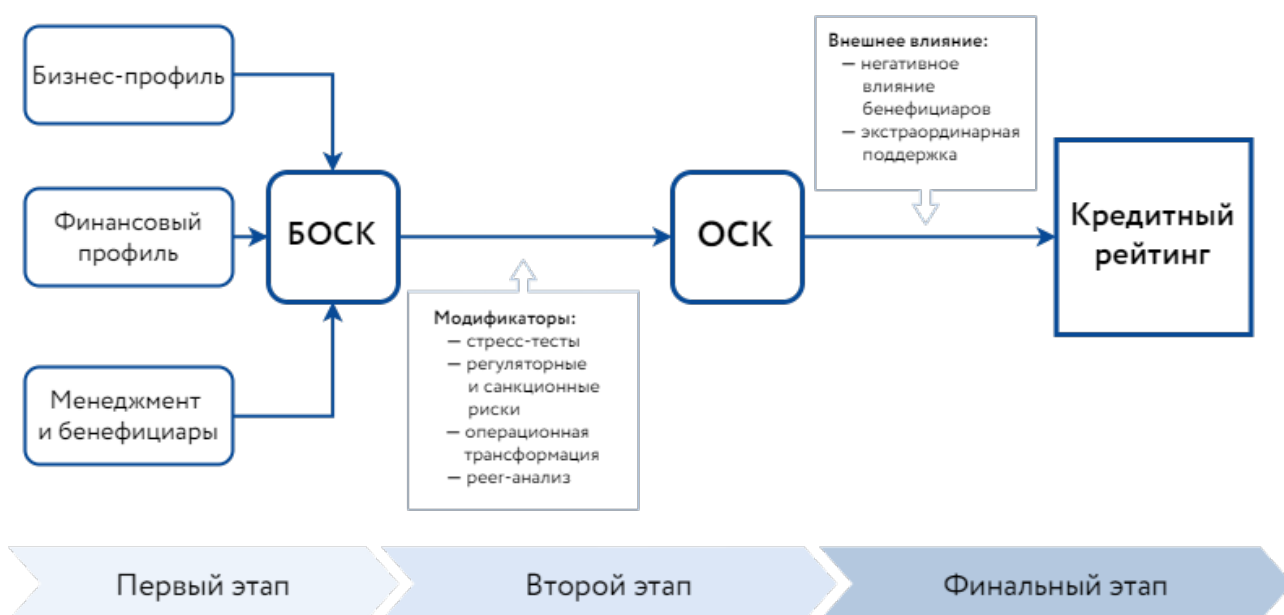 Бизнес-профиль
Финансовый
профиль
Менеджмент
и бенефициары
БОСК
Модификаторы:
— стресс-тесты
— регуляторные
и санкционные
риски
— операционная
трансформация
— peer-анализ
ОСК
Внешнее влияние:
— негативное
влияние
бенефициаров
— экстраординарная
поддержка
Кредитный
рейтинг
Первый этап
Второй этап
Финальный этап